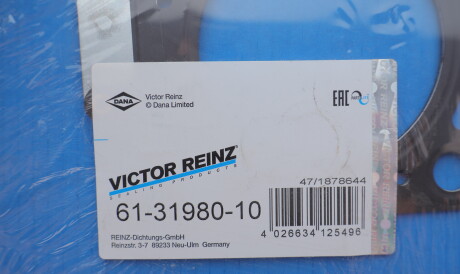 DANA
Victor Reinz
© Dana Limited
EAC
VICTOR REINZ®
SEALING PRODUCTS
47/1878644
61-31980-10
4 026634 125496
REINZ-Dichtungs-GmbH
Reinzstr. 3-7 89233 Neu-Ulm Germany